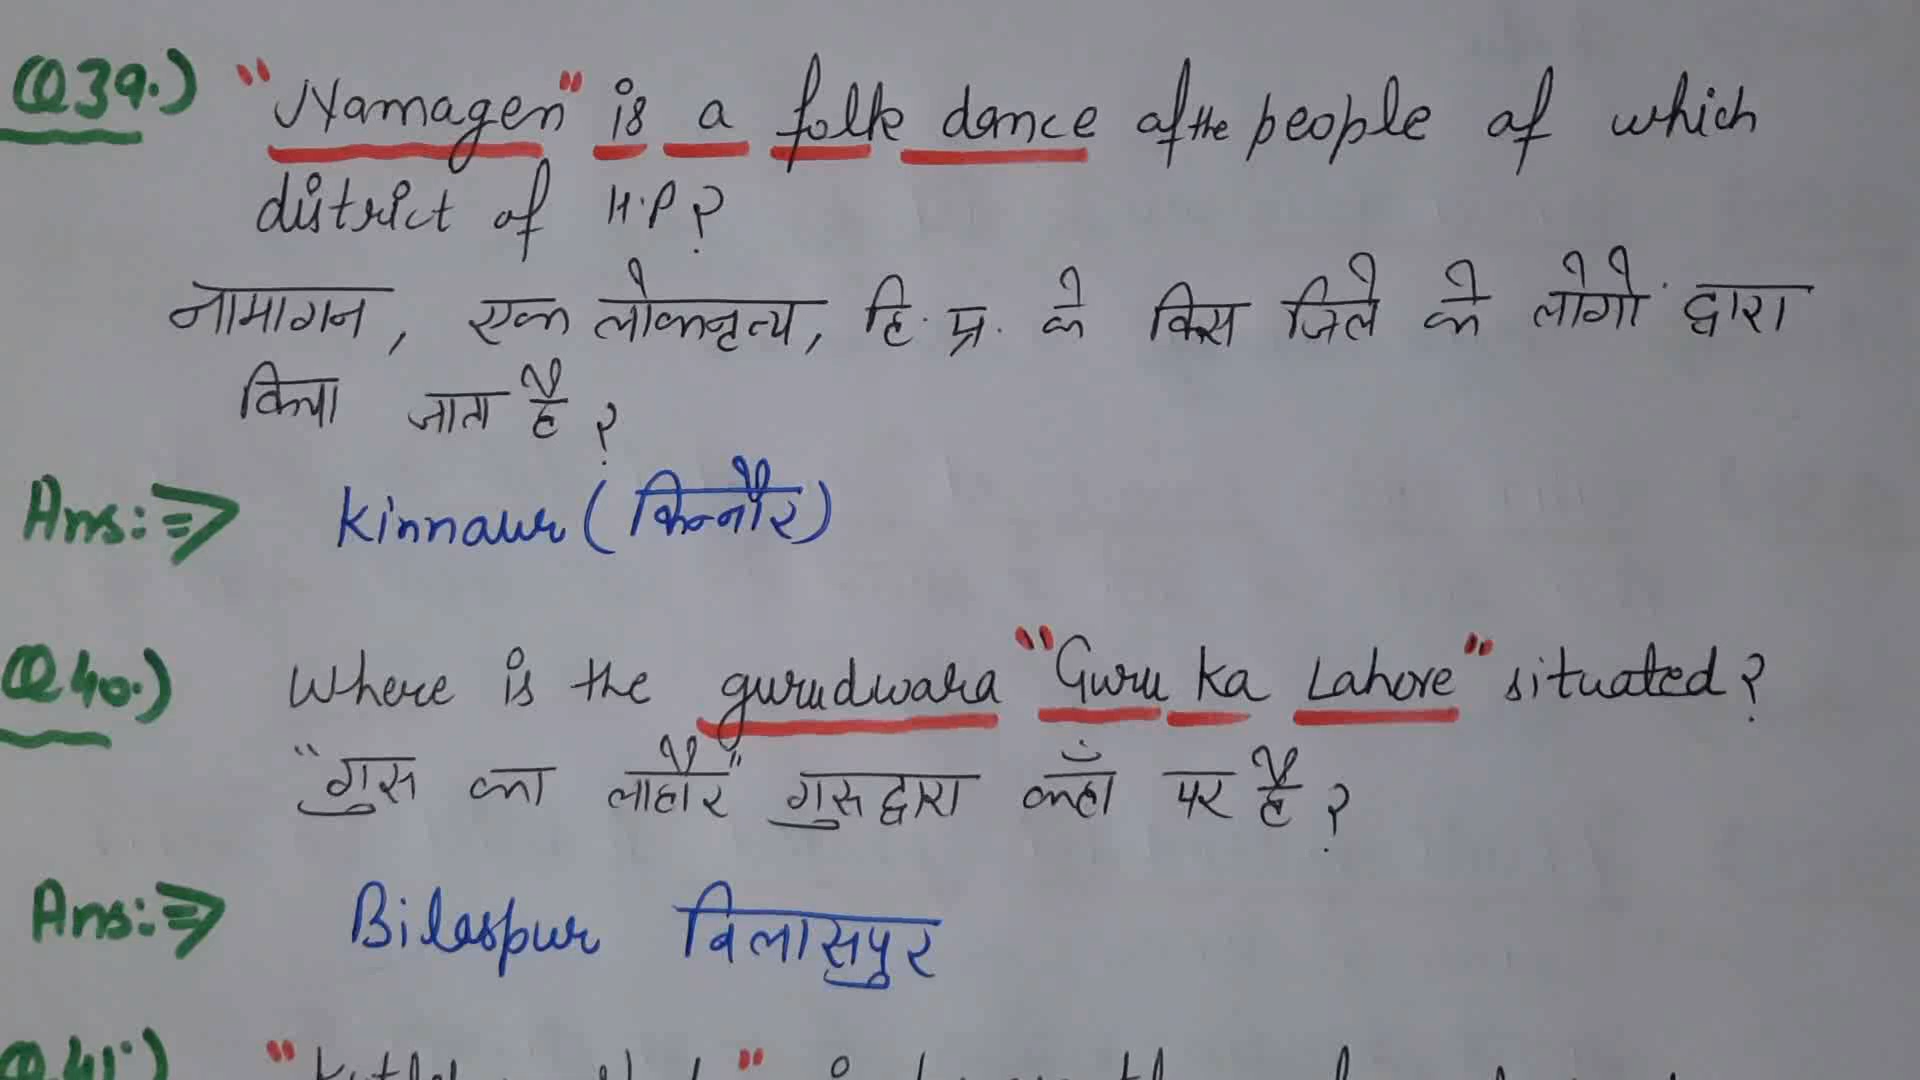 Q39.) "Namagen" is a folk dance of the people of which
district of H.P?
नामागन, एक लोकनृत्य, हि. प्र. के किस जिले के लोगों द्वारा
किया जाता है?
Ans:⇒ Kinnaur (किन्नौर)
Q40.) Where is the gurudwara "Guru Ka Lahore" situated?
"गुरु का लाहौर" गुरुद्वारा कहाँ पर है?
Ans:⇒ Bilaspur बिलासपुर
Q.41.)